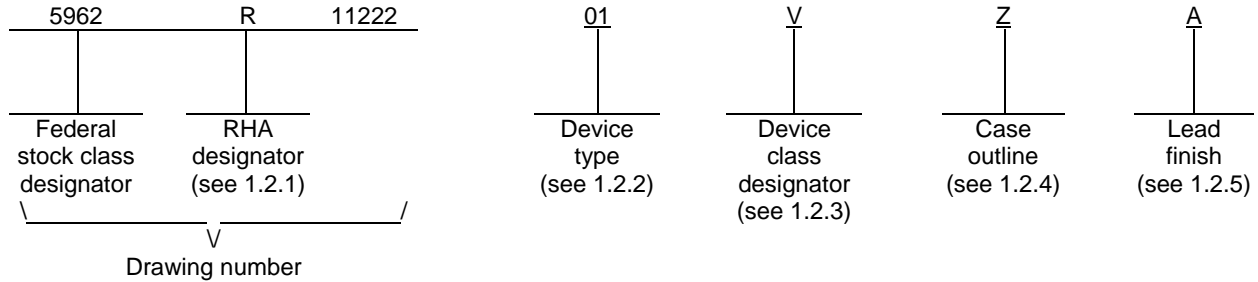 5962 R 11222 01 V Z A
Federal stock class designator
RHA designator (see 1.2.1)
Device type (see 1.2.2)
Device class designator (see 1.2.3)
Case outline (see 1.2.4)
Lead finish (see 1.2.5)
Drawing number